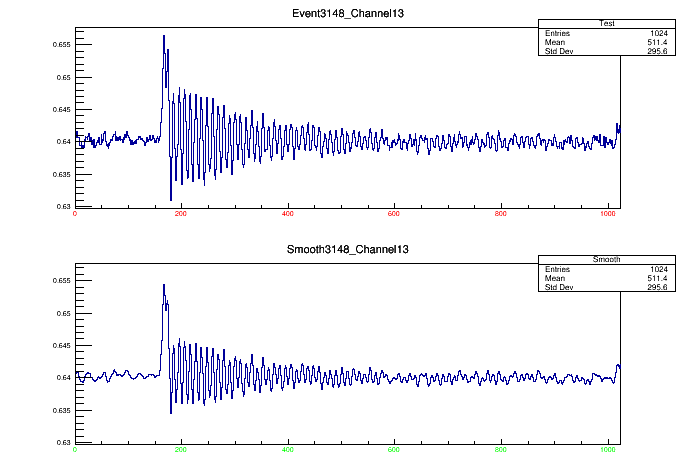 Event3148_Channel13
Test
Entries 1024
Mean 511.4
Std Dev 295.6
0.655
0.65
0.645
0.64
0.635
0.63
0 200 400 600 800 1000
Smooth3148_Channel13
Smooth
Entries 1024
Mean 511.4
Std Dev 295.6
0.655
0.65
0.645
0.64
0.635
0.63
0 200 400 600 800 1000